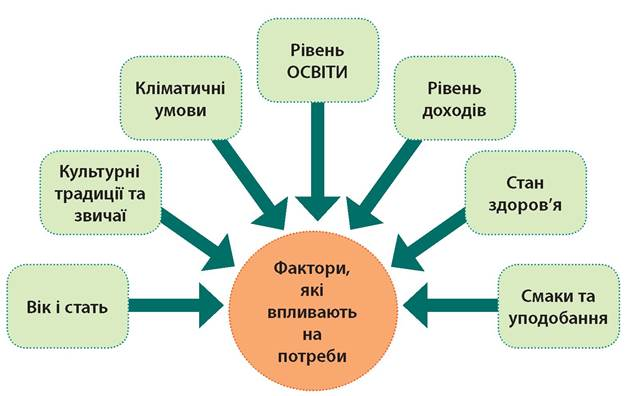 Рівень
ОСВІТИ
Кліматичні
умови
Рівень
доходів
Культурні
традиції та
звичаї
Стан
здоров’я
Вік і стать
Фактори,
які
впливають
на
потреби
Смаки та
уподобання